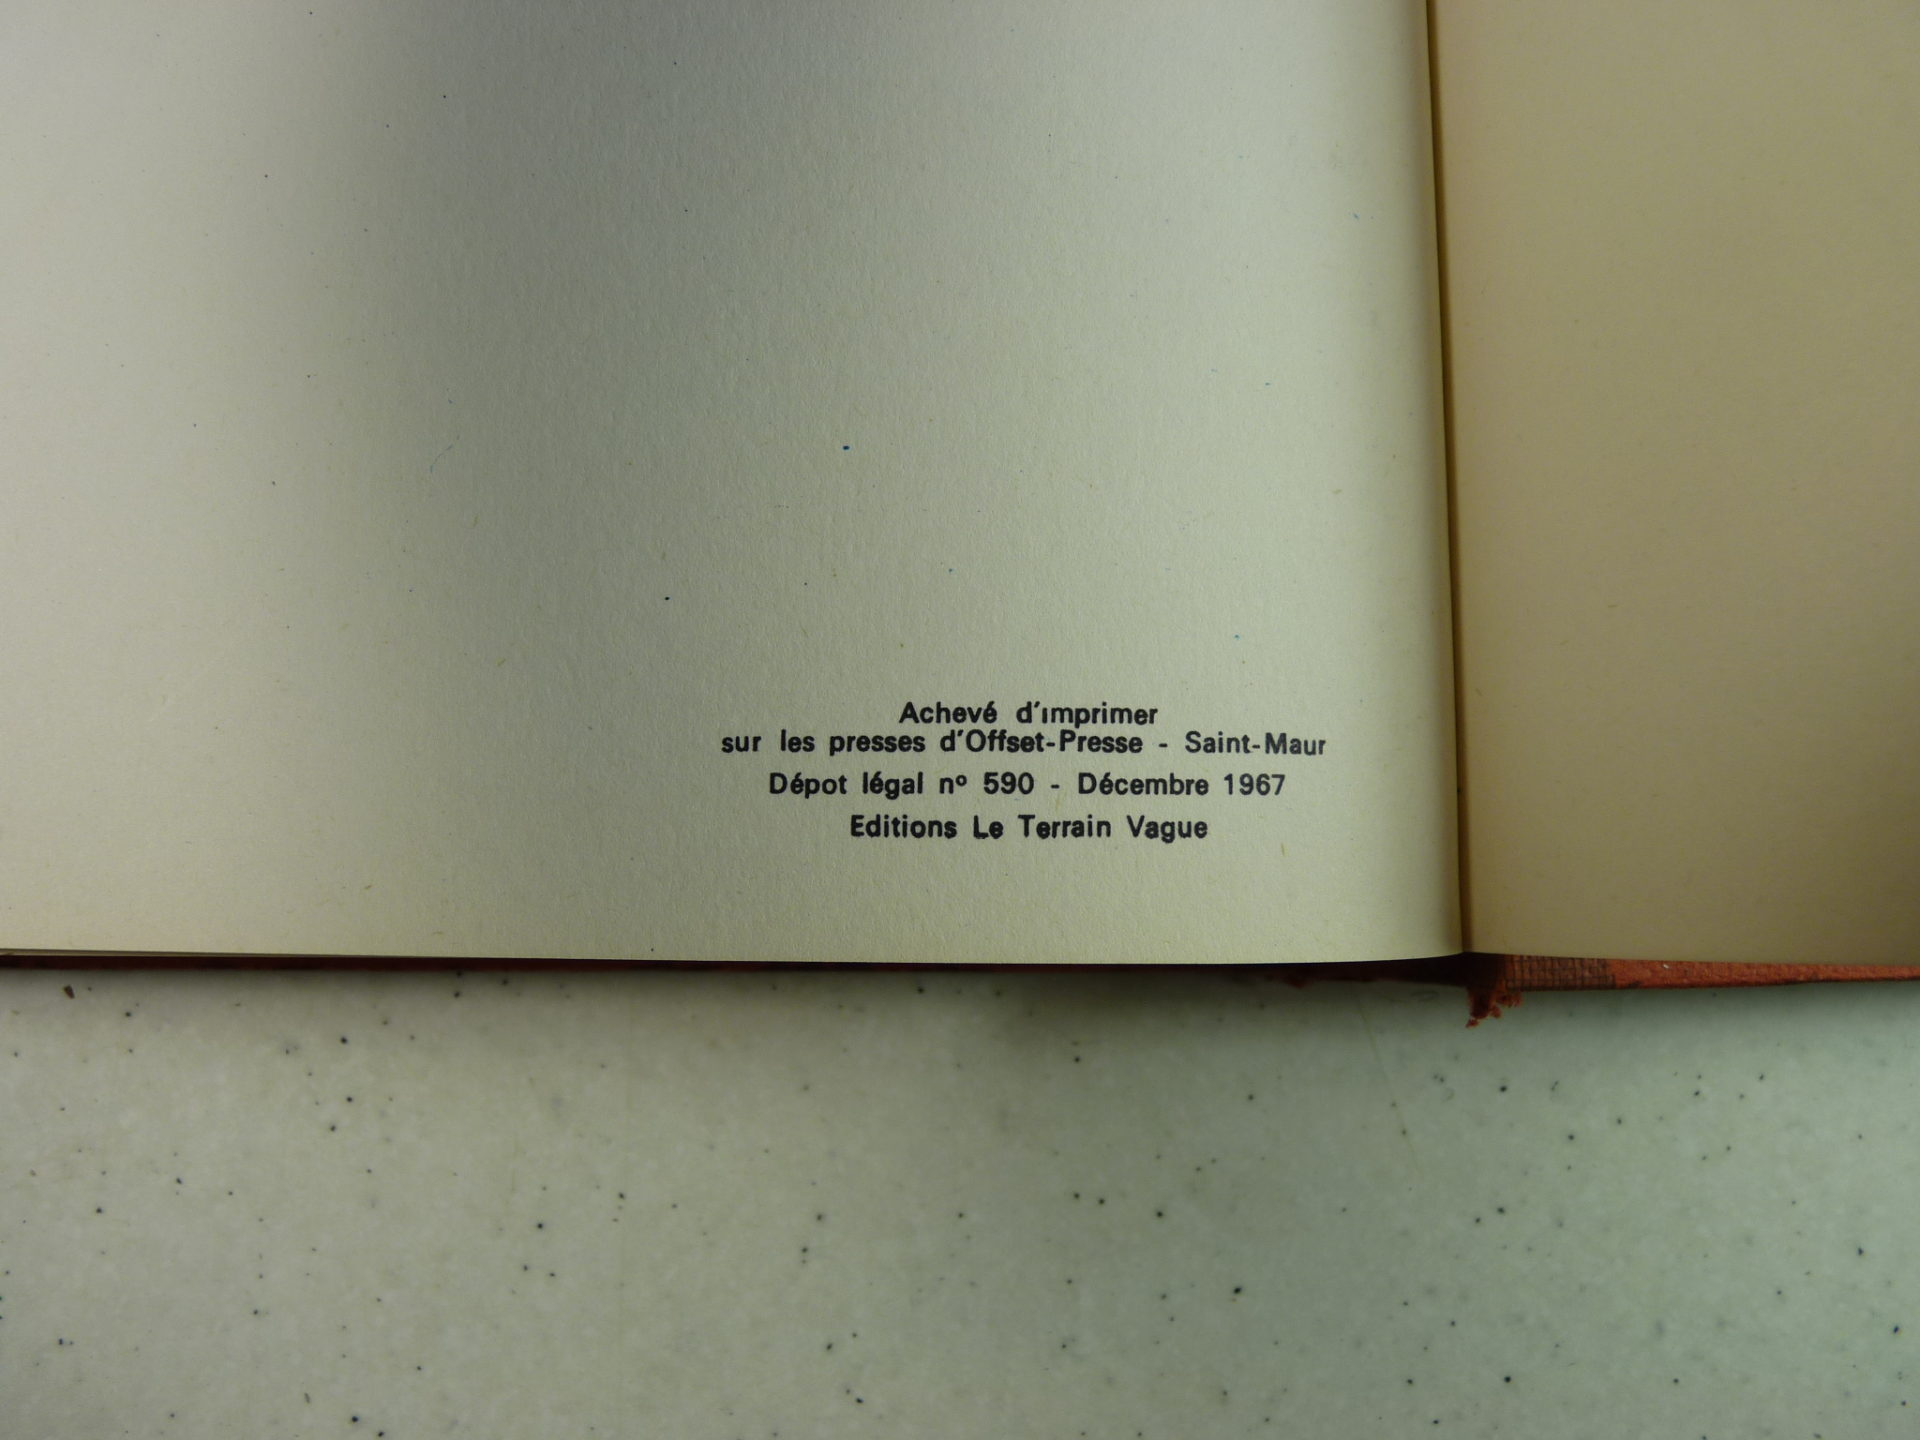 Achevé d'imprimer
sur les presses d'Offset-Presse - Saint-Maur
Dépot légal nº 590 - Décembre 1967
Editions Le Terrain Vague